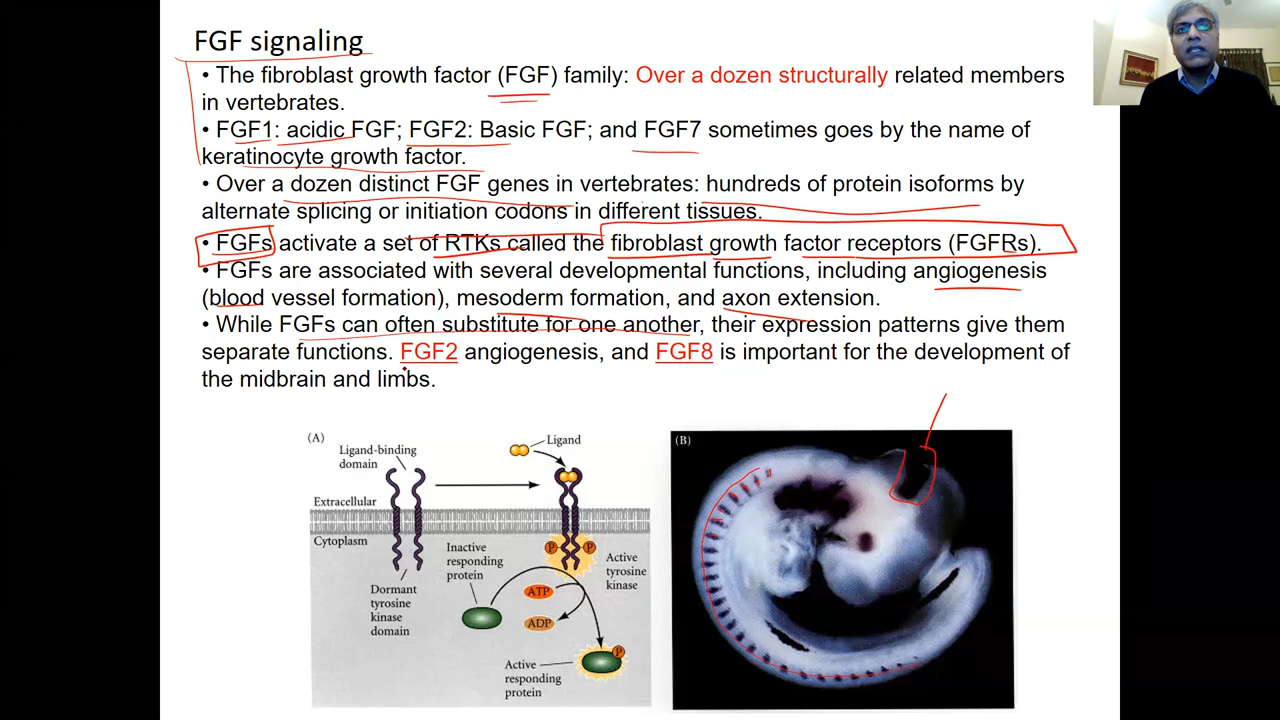 FGF signaling
• The fibroblast growth factor (FGF) family: Over a dozen structurally related members
in vertebrates.
• FGF1: acidic FGF; FGF2: Basic FGF; and FGF7 sometimes goes by the name of
keratinocyte growth factor.
• Over a dozen distinct FGF genes in vertebrates: hundreds of protein isoforms by
alternate splicing or initiation codons in different tissues.
• FGFs activate a set of RTKs called the fibroblast growth factor receptors (FGFRs).
• FGFs are associated with several developmental functions, including angiogenesis
(blood vessel formation), mesoderm formation, and axon extension.
• While FGFs can often substitute for one another, their expression patterns give them
separate functions. FGF2 angiogenesis, and FGF8 is important for the development of
the midbrain and limbs.
(A)
Ligand-binding
domain
Ligand
Extracellular
Cytoplasm
Dormant
tyrosine
kinase
domain
Inactive
responding
protein
P
P
Active
tyrosine
kinase
ATP
ADP
P
Active
responding
protein
(B)